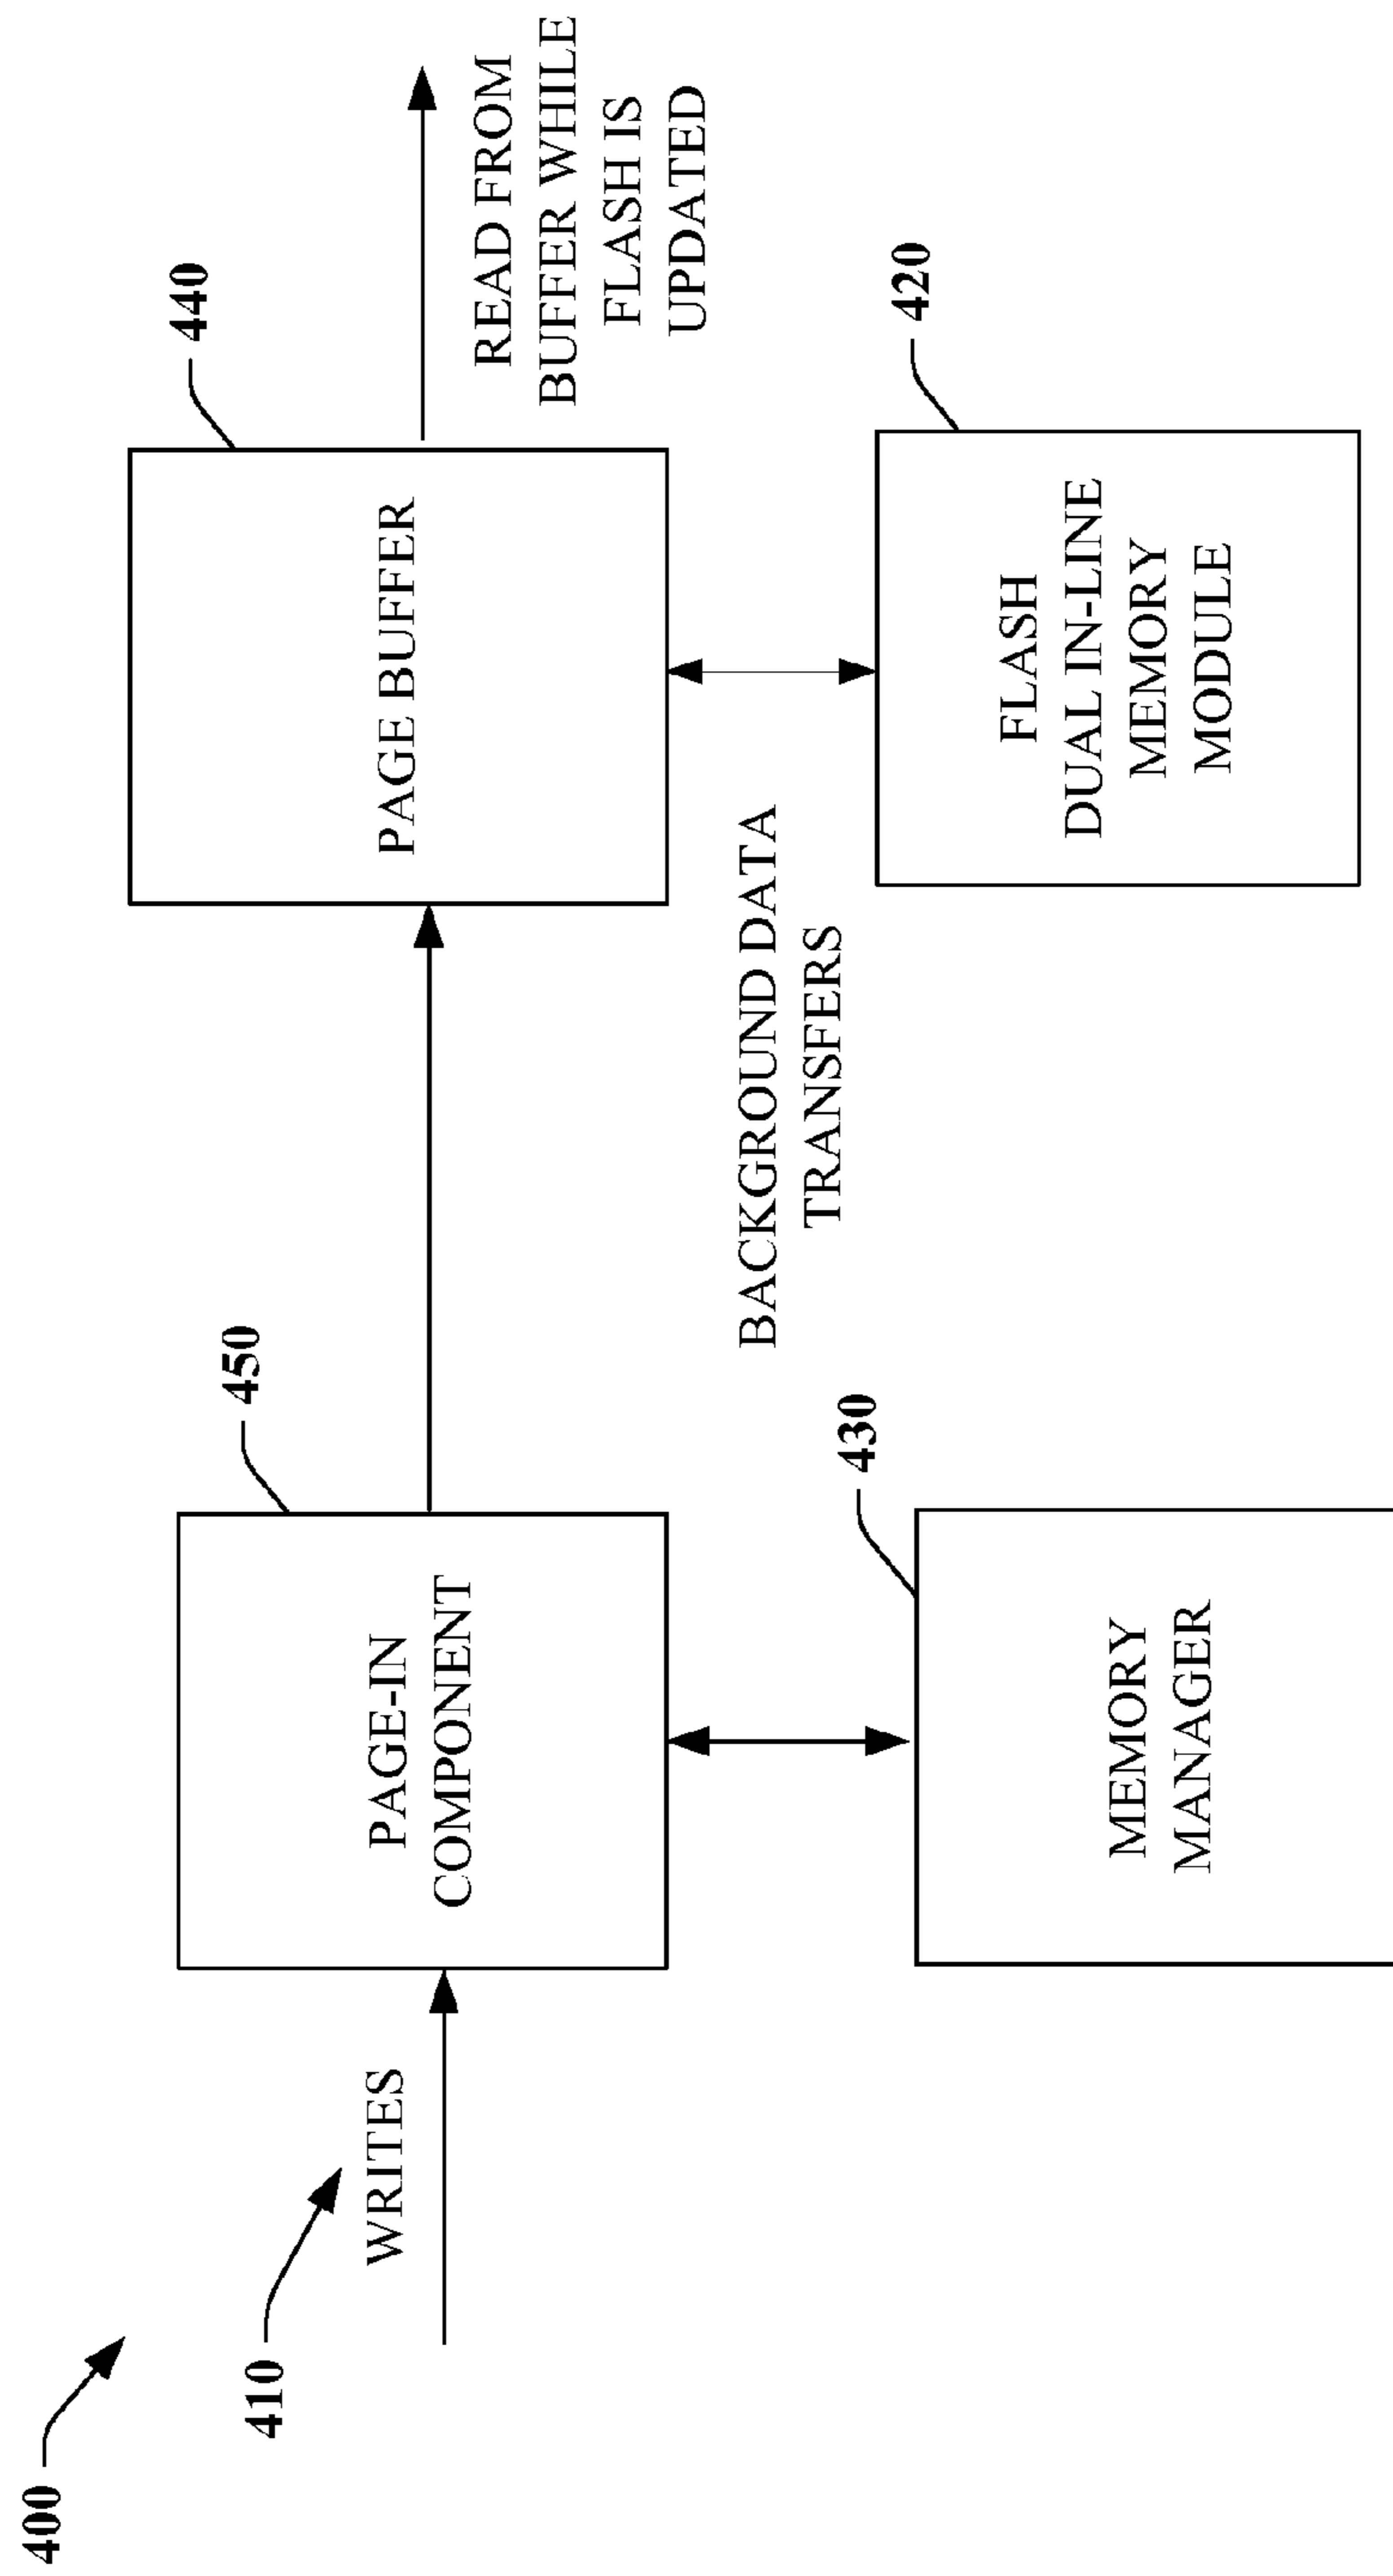 400
410
WRITES
450
PAGE-IN
COMPONENT
440
PAGE BUFFER
READ FROM
BUFFER WHILE
FLASH IS
UPDATED
BACKGROUND DATA
TRANSFERS
430
MEMORY
MANAGER
420
FLASH
DUAL IN-LINE
MEMORY
MODULE